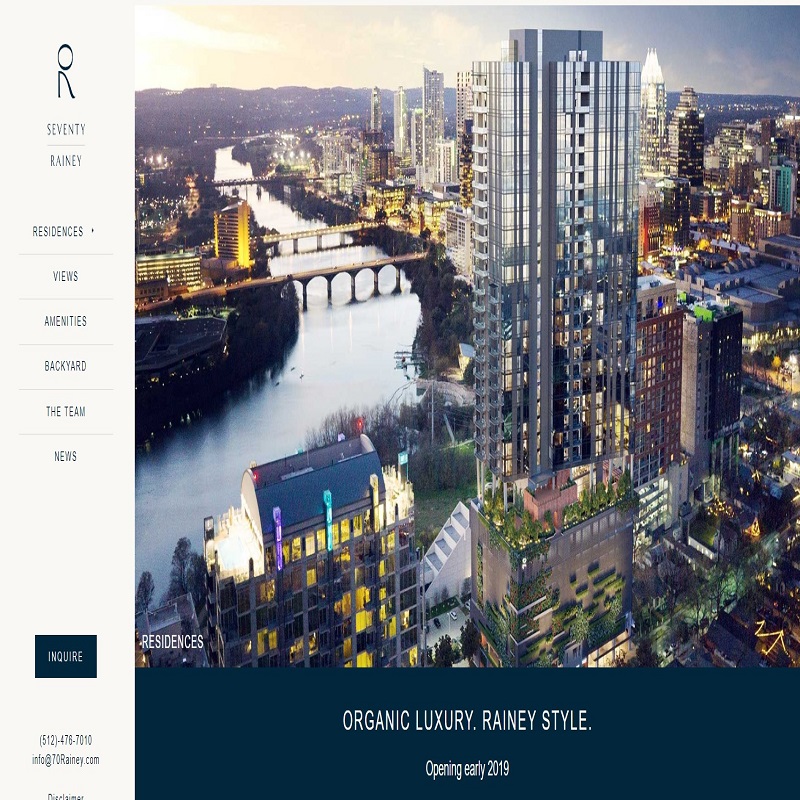 SEVENTY
RAINEY
RESIDENCES
VIEWS
AMENITIES
BACKYARD
THE TEAM
NEWS
INQUIRE
(512)-476-7010
info@70Rainey.com
Disclaimer
RESIDENCES
ORGANIC LUXURY. RAINEY STYLE.
Opening early 2019